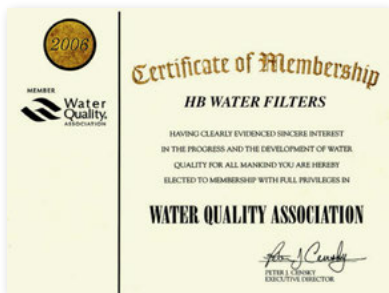 2006
MEMBER
Water
Quality
ASSOCIATION
Certificate of Membership
HB WATER FILTERS
HAVING CLEARLY EVIDENCED SINCERE INTEREST
IN THE PROGRESS AND THE DEVELOPMENT OF WATER
QUALITY FOR ALL MANKIND YOU ARE HEREBY
ELECTED TO MEMBERSHIP WITH FULL PRIVILEGES IN
WATER QUALITY ASSOCIATION
Peter J Censky
PETER J. CENSKY
EXECUTIVE DIRECTOR